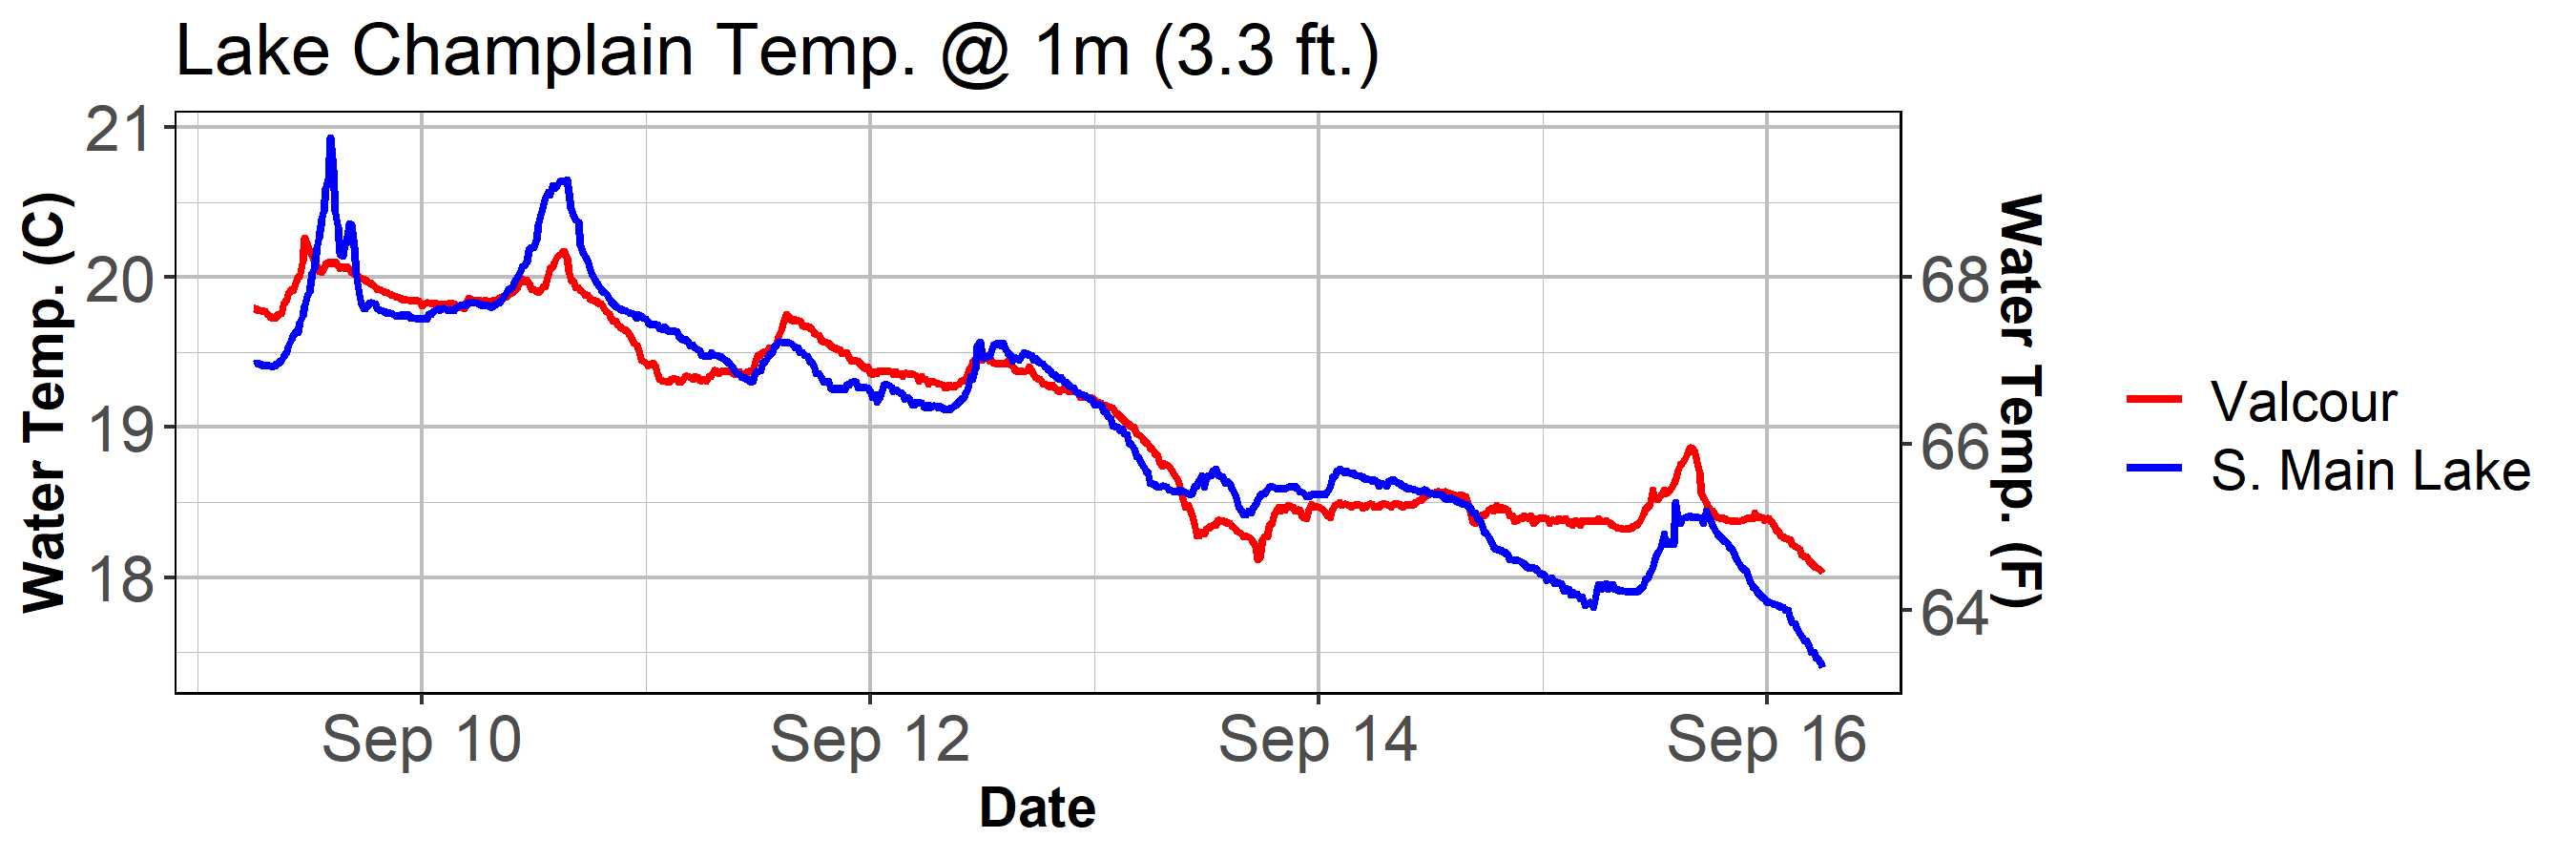 Lake Champlain Temp. @ 1m (3.3 ft.)
Water Temp. (C)
21
20
19
18
68
66
64
Water Temp. (F)
Sep 10
Sep 12
Sep 14
Sep 16
Date
Valcour
S. Main Lake